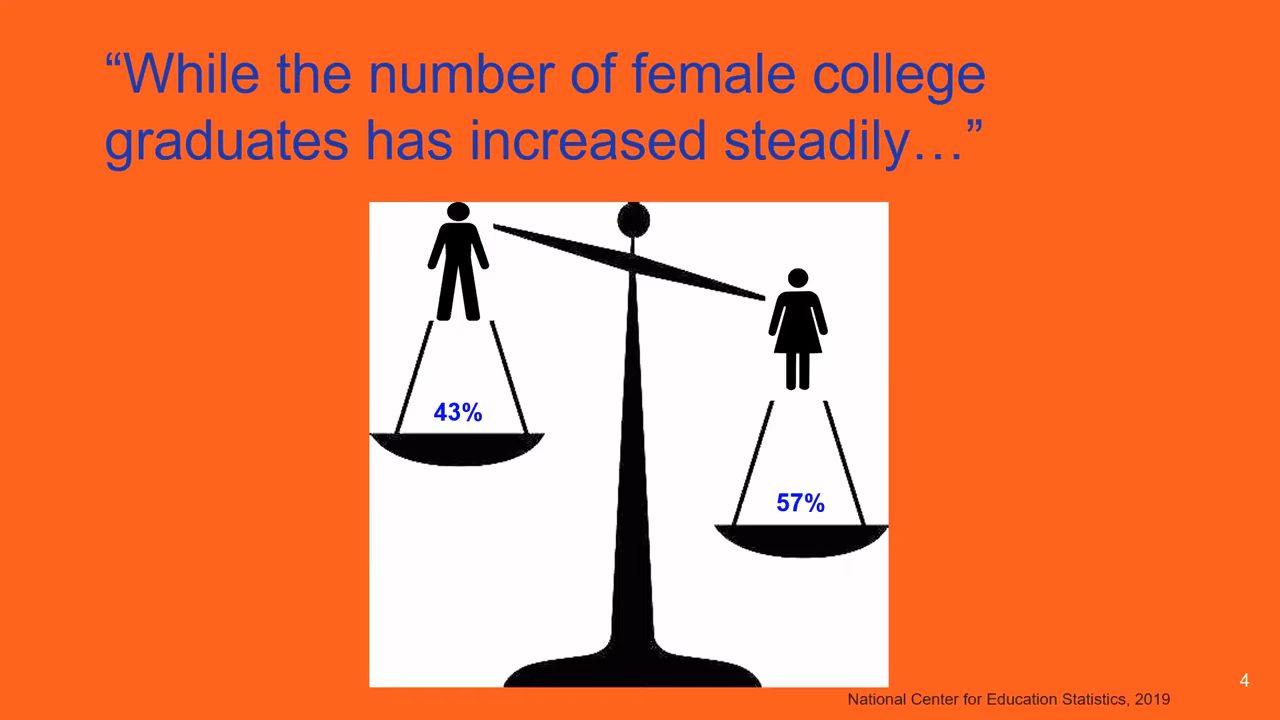 “While the number of female college
graduates has increased steadily…”
43%
57%
4
National Center for Education Statistics, 2019